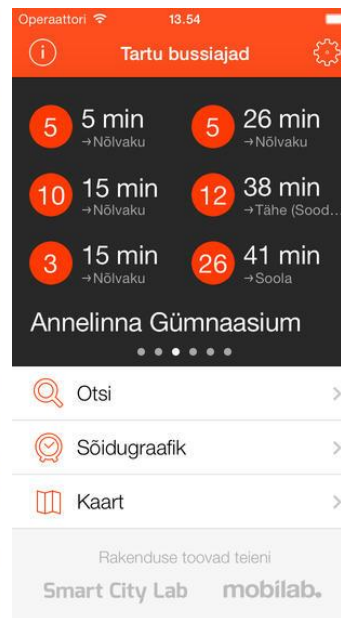 Operaattori 13.54
Tartu bussiajad
5 5 min 5 26 min
→Nõlvaku →Nõlvaku
10 15 min 12 38 min
→Nõlvaku →Tähe (Sood...
3 15 min 26 41 min
→Nõlvaku →Soola
Annelinna Gümnaasium
Otsi
Sõidugraafik
Kaart
Rakenduse toovad teieni
Smart City Lab mobilab.